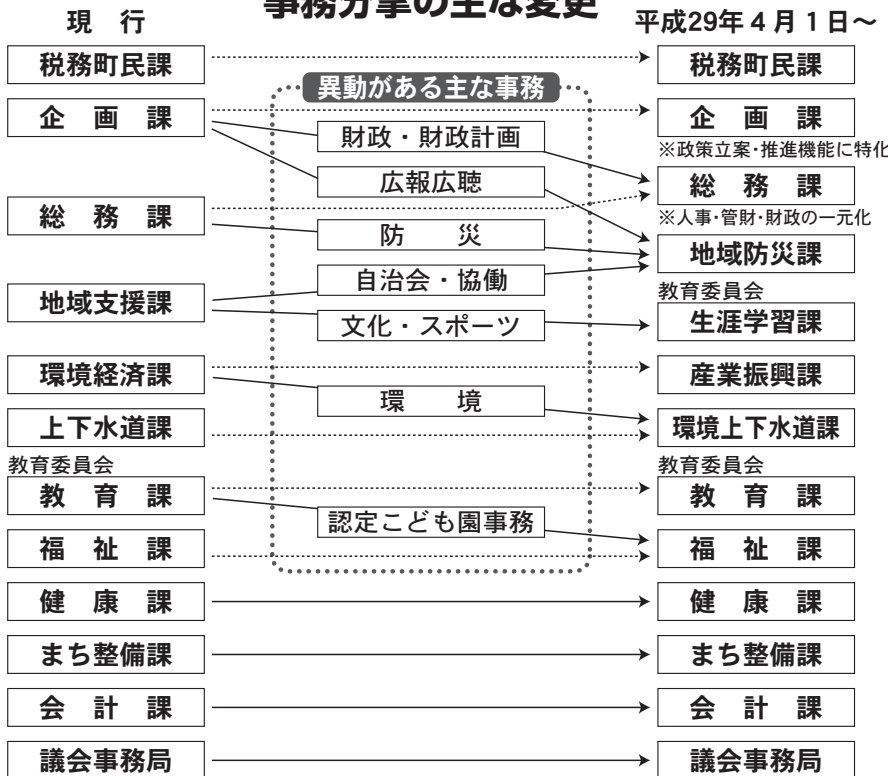 事務分掌の主な変更
現　行
平成29年４月１日～
税務町民課
税務町民課
異動がある主な事務
企　画　課
企　画　課
※政策立案・推進機能に特化
財政・財政計画
広報広聴
総　務　課
総　務　課
※人事・管財・財政の一元化
防　　災
地域防災課
自治会・協働
地域支援課
教育委員会
生涯学習課
文化・スポーツ
環境経済課
産業振興課
環　　境
上下水道課
環境上下水道課
教育委員会
教育委員会
教　育　課
教　育　課
認定こども園事務
福　祉　課
福　祉　課
健　康　課
健　康　課
まち整備課
まち整備課
会　計　課
会　計　課
議会事務局
議会事務局